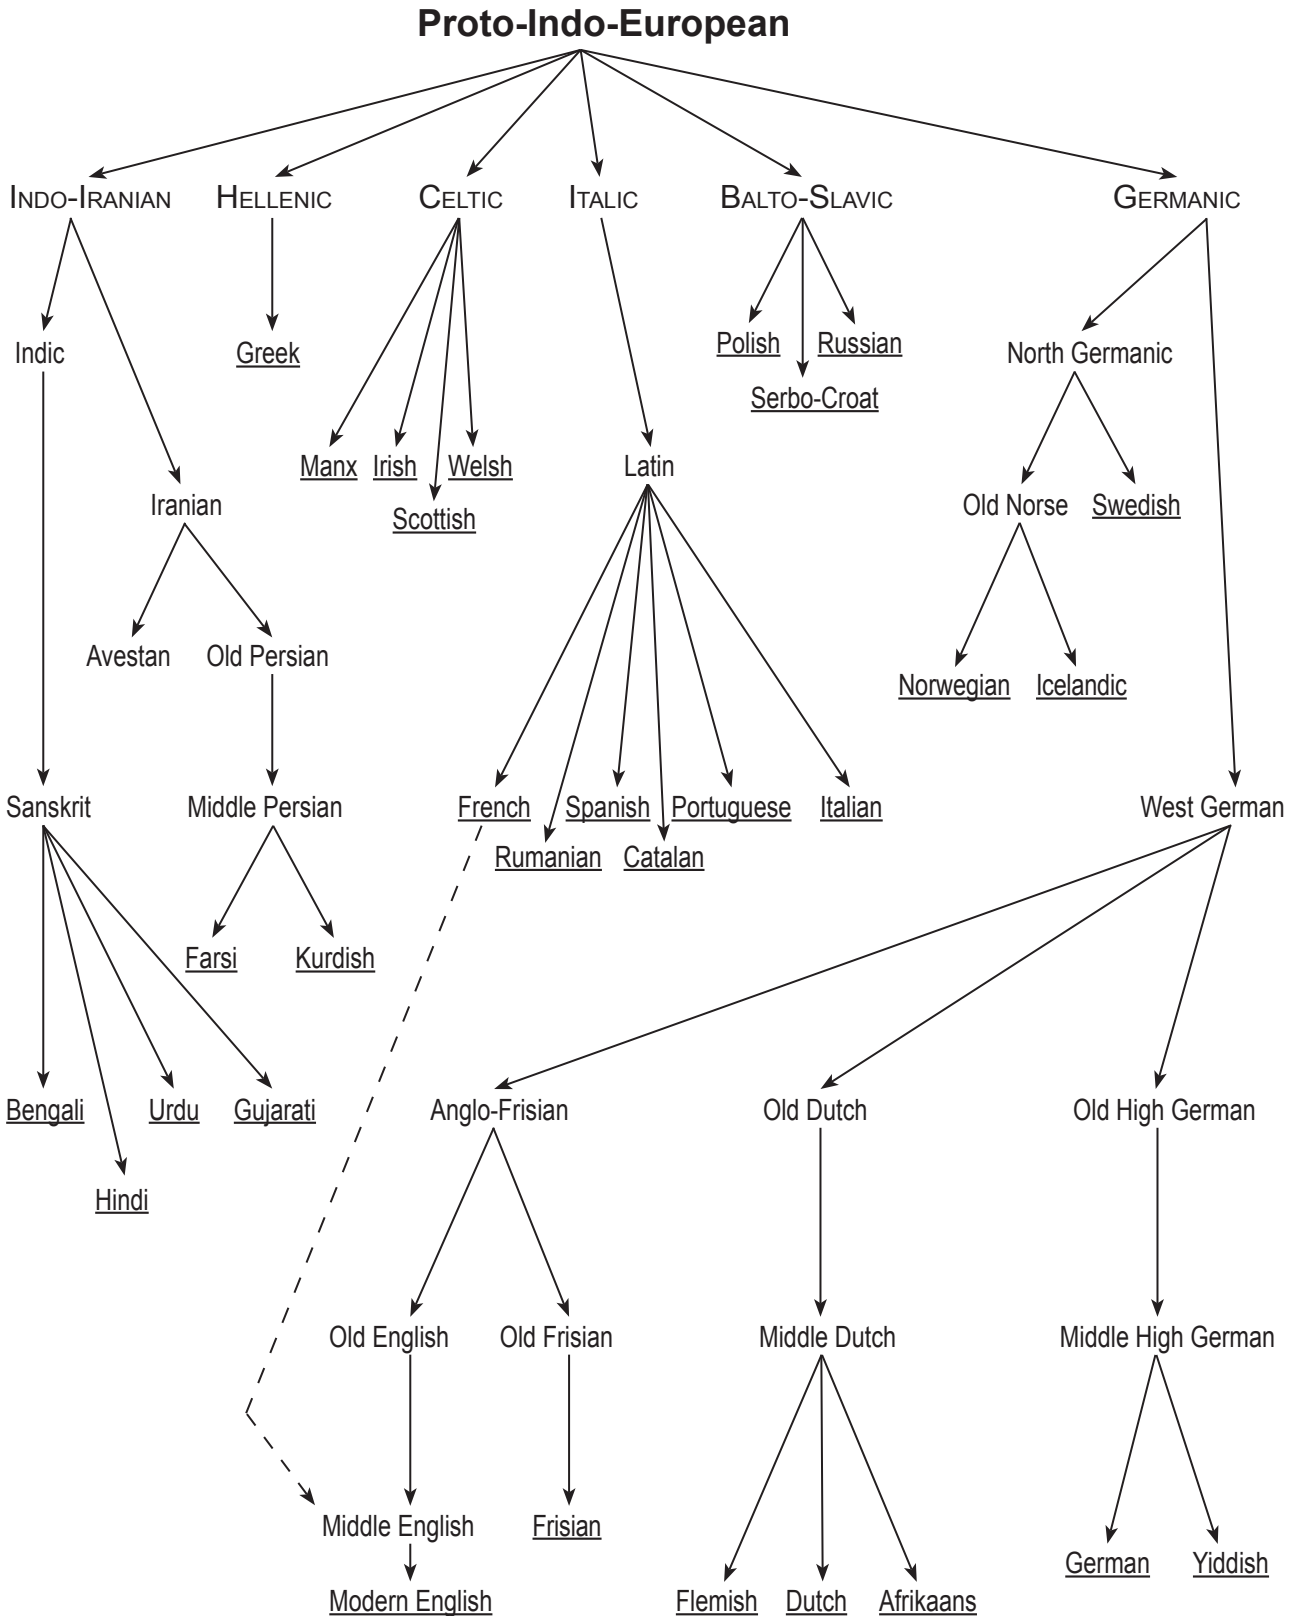 Proto-Indo-European
INDO-IRANIAN HELLENIC CELTIC ITALIC BALTO-SLAVIC GERMANIC
Polish Russian
Indic Greek North Germanic
Serbo-Croat
Manx Irish Welsh Latin
Iranian Old Norse Swedish
Scottish
Avestan Old Persian
Norwegian Icelandic
Sanskrit Middle Persian French Spanish Portuguese Italian West German
Rumanian Catalan
Farsi Kurdish
Bengali Urdu Gujarati Anglo-Frisian Old Dutch Old High German
Hindi
Old English Old Frisian Middle Dutch Middle High German
Middle English Frisian
German Yiddish
Modern English Flemish Dutch Afrikaans